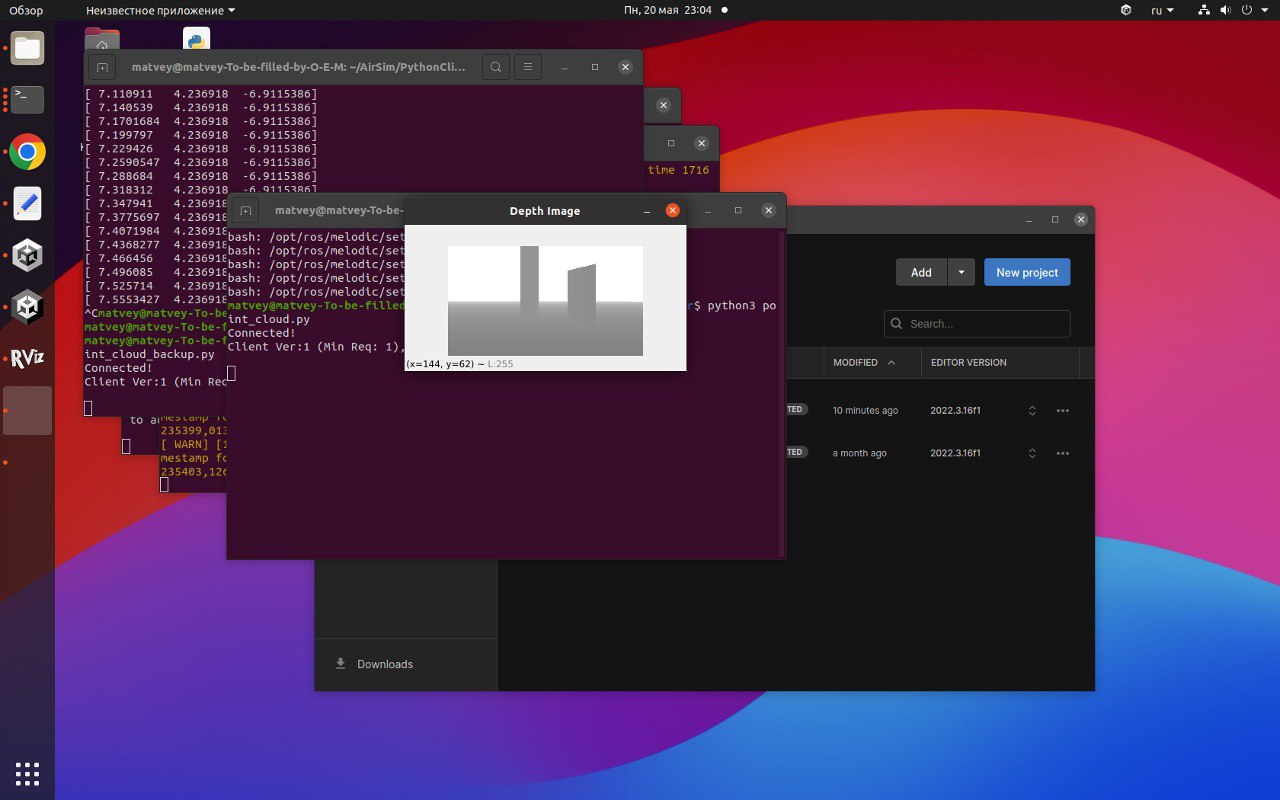 Обзор
Неизвестное приложение
Пн, 20 мая 23:04
ru
matvey@matvey-To-be-filled-by-O-E-M: ~/AirSim/PythonCli...
[ 7.110911 4.236918 -6.9115386]
[ 7.140539 4.236918 -6.9115386]
[ 7.1701684 4.236918 -6.9115386]
[ 7.199797 4.236918 -6.9115386]
[ 7.229426 4.236918 -6.9115386]
[ 7.2590547 4.236918 -6.9115386]
[ 7.288684 4.236918 -6.9115386]
[ 7.318312 4.236918 -6.9115386]
[ 7.347941 4.236918
[ 7.3775697 4.236918
[ 7.4071984 4.236918
[ 7.4368277 4.236918
[ 7.466456 4.236918
[ 7.496085 4.236918
[ 7.525714 4.236918
[ 7.5553427 4.236918
^Cmatvey@matvey-To-be
matvey@matvey-To-be-f
matvey@matvey-To-be-f
int_cloud_backup.py
Connected!
Client Ver:1 (Min Req
time 1716
to a
mestamp fo
235399,013
[ WARN] [1
mestamp fo
235403,126
matvey@matvey-To-be-
bash: /opt/ros/melodic/set
bash: /opt/ros/melodic/set
bash: /opt/ros/melodic/set
bash: /opt/ros/melodic/set
bash: /opt/ros/melodic/set
matvey@matvey-To-be-filled
r$ python3 po
int_cloud.py
Connected!
Client Ver:1 (Min Req: 1),
Depth Image
(x=144, y=62) ~ L:255
Add
New project
Search...
MODIFIED
EDITOR VERSION
TED
10 minutes ago
2022.3.16f1
TED
a month ago
2022.3.16f1
Downloads
RViz